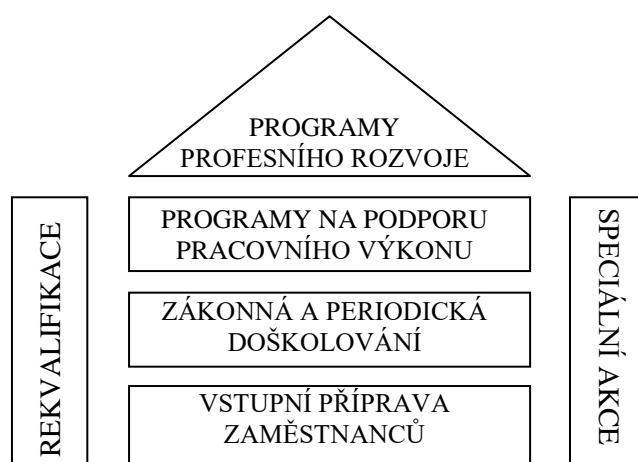 PROGRAMY
PROFESNÍHO ROZVOJE
REKVALIFIKACE
PROGRAMY NA PODPORU
PRACOVNÍHO VÝKONU
ZÁKONNÁ A PERIODICKÁ
DOŠKOLOVÁNÍ
VSTUPNÍ PŘÍPRAVA
ZAMĚSTNANCŮ
SPECIÁLNÍ AKCE